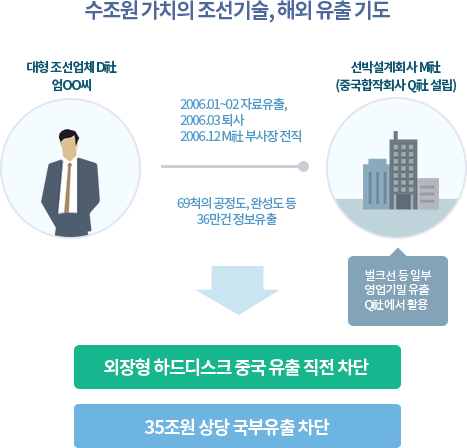 수조원 가치의 조선기술, 해외 유출 기도
대형 조선업체 D社
엄OO씨
2006.01~02 자료유출,
2006.03 퇴사
2006.12 M社 부사장 전직
69척의 공정도, 완성도 등
36만건 정보유출
선박설계회사 M社
(중국합작회사 Q社 설립)
벌크선 등 일부
영업기밀 유출
Q社에서 활용
외장형 하드디스크 중국 유출 직전 차단
35조원 상당 국부유출 차단